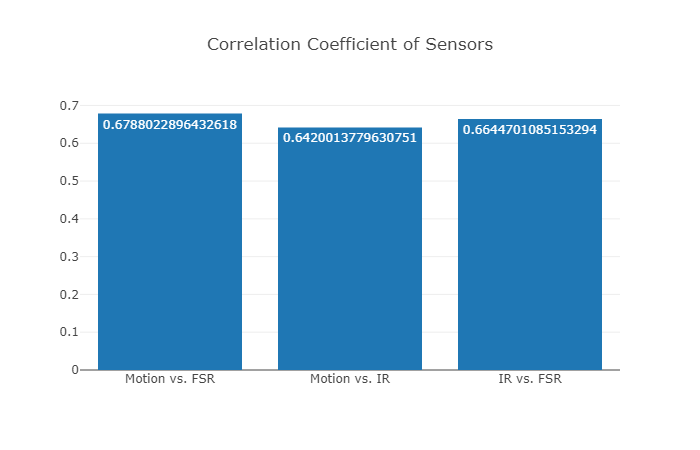 Correlation Coefficient of Sensors
0.7
0.6
0.5
0.4
0.3
0.2
0.1
0
0.6788022896432618
0.6420013779630751
0.6644701085153294
Motion vs. FSR
Motion vs. IR
IR vs. FSR